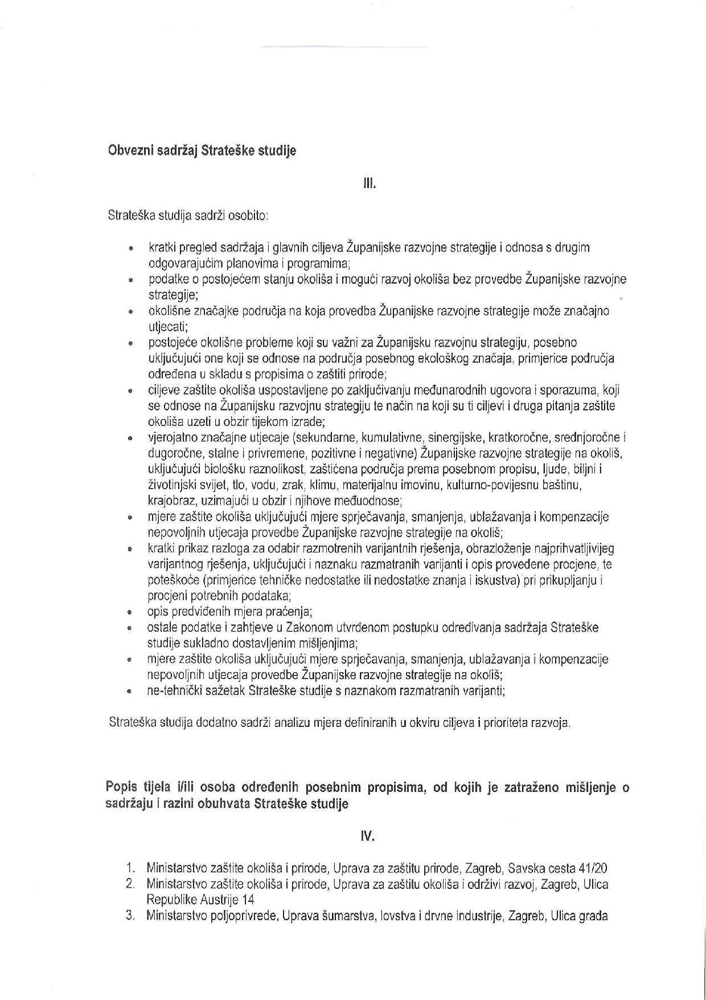 Obvezni sadržaj Strateške studije
III.
Strateška studija sadrži osobito:
• kratki pregled sadržaja i glavnih ciljeva Županijske razvojne strategije i odnosa s drugim
odgovarajućim planovima i programima;
• podatke o postojećem stanju okoliša i mogući razvoj okoliša bez provedbe Županijske razvojne
strategije;
• okolišne značajke područja na koja provedba Županijske razvojne strategije može značajno
utjecati;
• postojeće okolišne probleme koji su važni za Županijsku razvojnu strategiju, posebno
uključujući one koji se odnose na područja posebnog ekološkog značaja, primjerice područja
određena u skladu s propisima o zaštiti prirode;
• ciljeve zaštite okoliša uspostavljene po zaključivanju međunarodnih ugovora i sporazuma, koji
se odnose na Županijsku razvojnu strategiju te način na koji su ti ciljevi i druga pitanja zaštite
okoliša uzeti u obzir tijekom izrade;
• vjerojatno značajne utjecaje (sekundarne, kumulativne, sinergijske, kratkoročne, srednjoročne i
dugoročne, stalne i privremene, pozitivne i negativne) Županijske razvojne strategije na okoliš,
uključujući biološku raznolikost, zaštićena područja prema posebnom propisu, ljude, biljni i
životinjski svijet, tlo, vodu, zrak, klimu, materijalnu imovinu, kulturno-povijesnu baštinu,
krajobraz, uzimajući u obzir i njihove međuodnose;
• mjere zaštite okoliša uključujući mjere sprječavanja, smanjenja, ublažavanja i kompenzacije
nepovoljnih utjecaja provedbe Županijske razvojne strategije na okoliš;
• kratki prikaz razloga za odabir razmotrenih varijantnih rješenja, obrazloženje najprihvatljivijeg
varijantnog rješenja, uključujući i naznaku razmatranih varijanti i opis provedene procjene, te
poteškoće (primjerice tehničke nedostatke ili nedostatke znanja i iskustva) pri prikupljanju i
procjeni potrebnih podataka;
• opis predviđenih mjera praćenja;
• ostale podatke i zahtjeve u Zakonom utvrđenom postupku određivanja sadržaja Strateške
studije sukladno dostavljenim mišljenjima;
• mjere zaštite okoliša uključujući mjere sprječavanja, smanjenja, ublažavanja i kompenzacije
nepovoljnih utjecaja provedbe Županijske razvojne strategije na okoliš;
• ne-tehnički sažetak Strateške studije s naznakom razmatranih varijanti;
Strateška studija dodatno sadrži analizu mjera definiranih u okviru ciljeva i prioriteta razvoja.
Popis tijela i/ili osoba određenih posebnim propisima, od kojih je zatraženo mišljenje o
sadržaju i razini obuhvata Strateške studije
IV.
1. Ministarstvo zaštite okoliša i prirode, Uprava za zaštitu prirode, Zagreb, Savska cesta 41/20
2. Ministarstvo zaštite okoliša i prirode, Uprava za zaštitu okoliša i održivi razvoj, Zagreb, Ulica
Republike Austrije 14
3. Ministarstvo poljoprivrede, Uprava šumarstva, lovstva i drvne industrije, Zagreb, Ulica grada